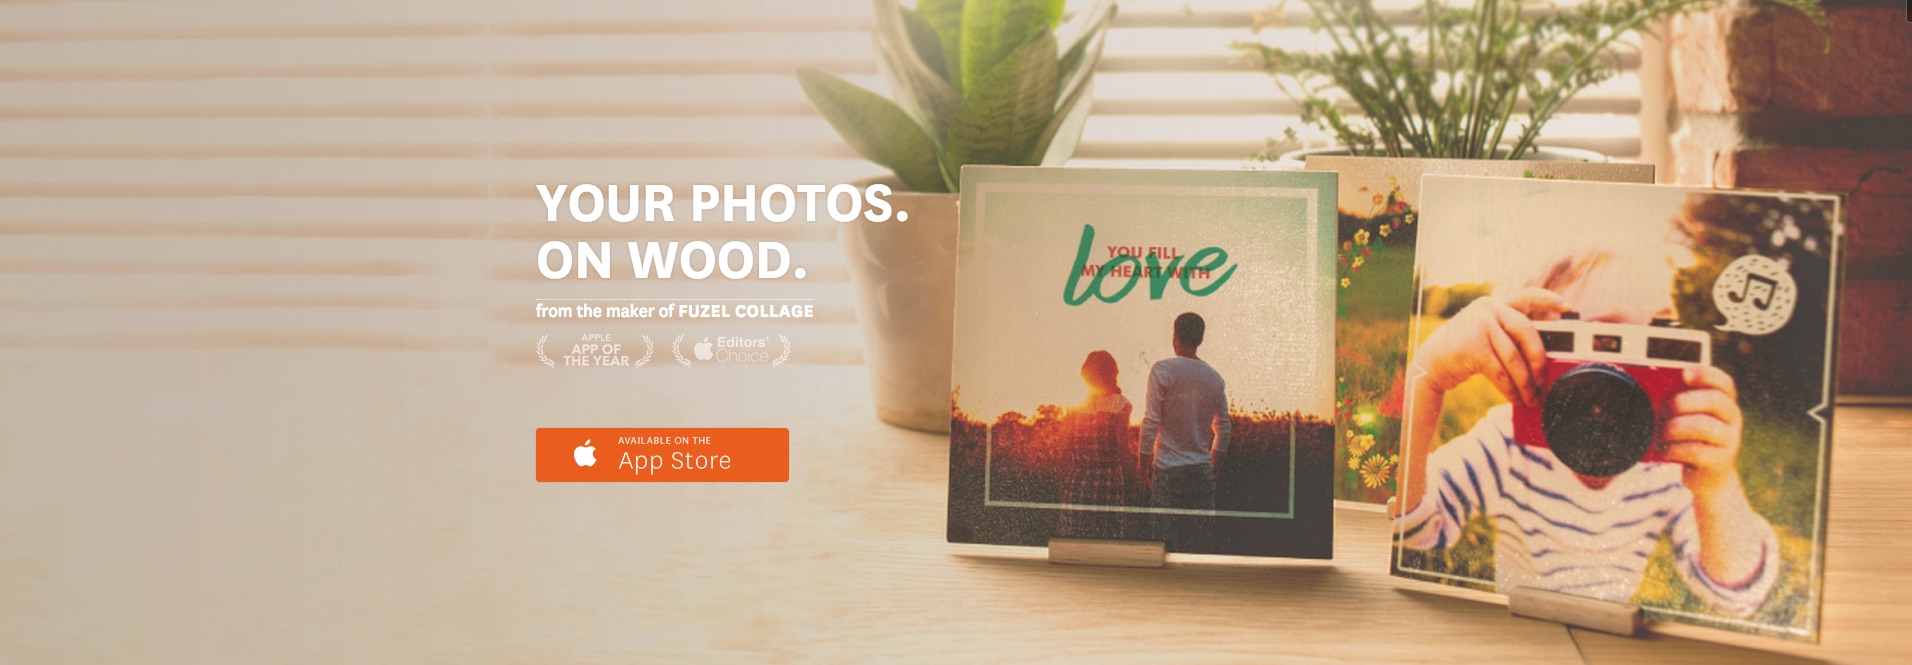 YOUR PHOTOS.
ON WOOD.
from the maker of FUZEL COLLAGE
APPLE
APP OF
THE YEAR
Editors'
Choice
AVAILABLE ON THE
App Store
YOU FILL
MY HEART WITH
love